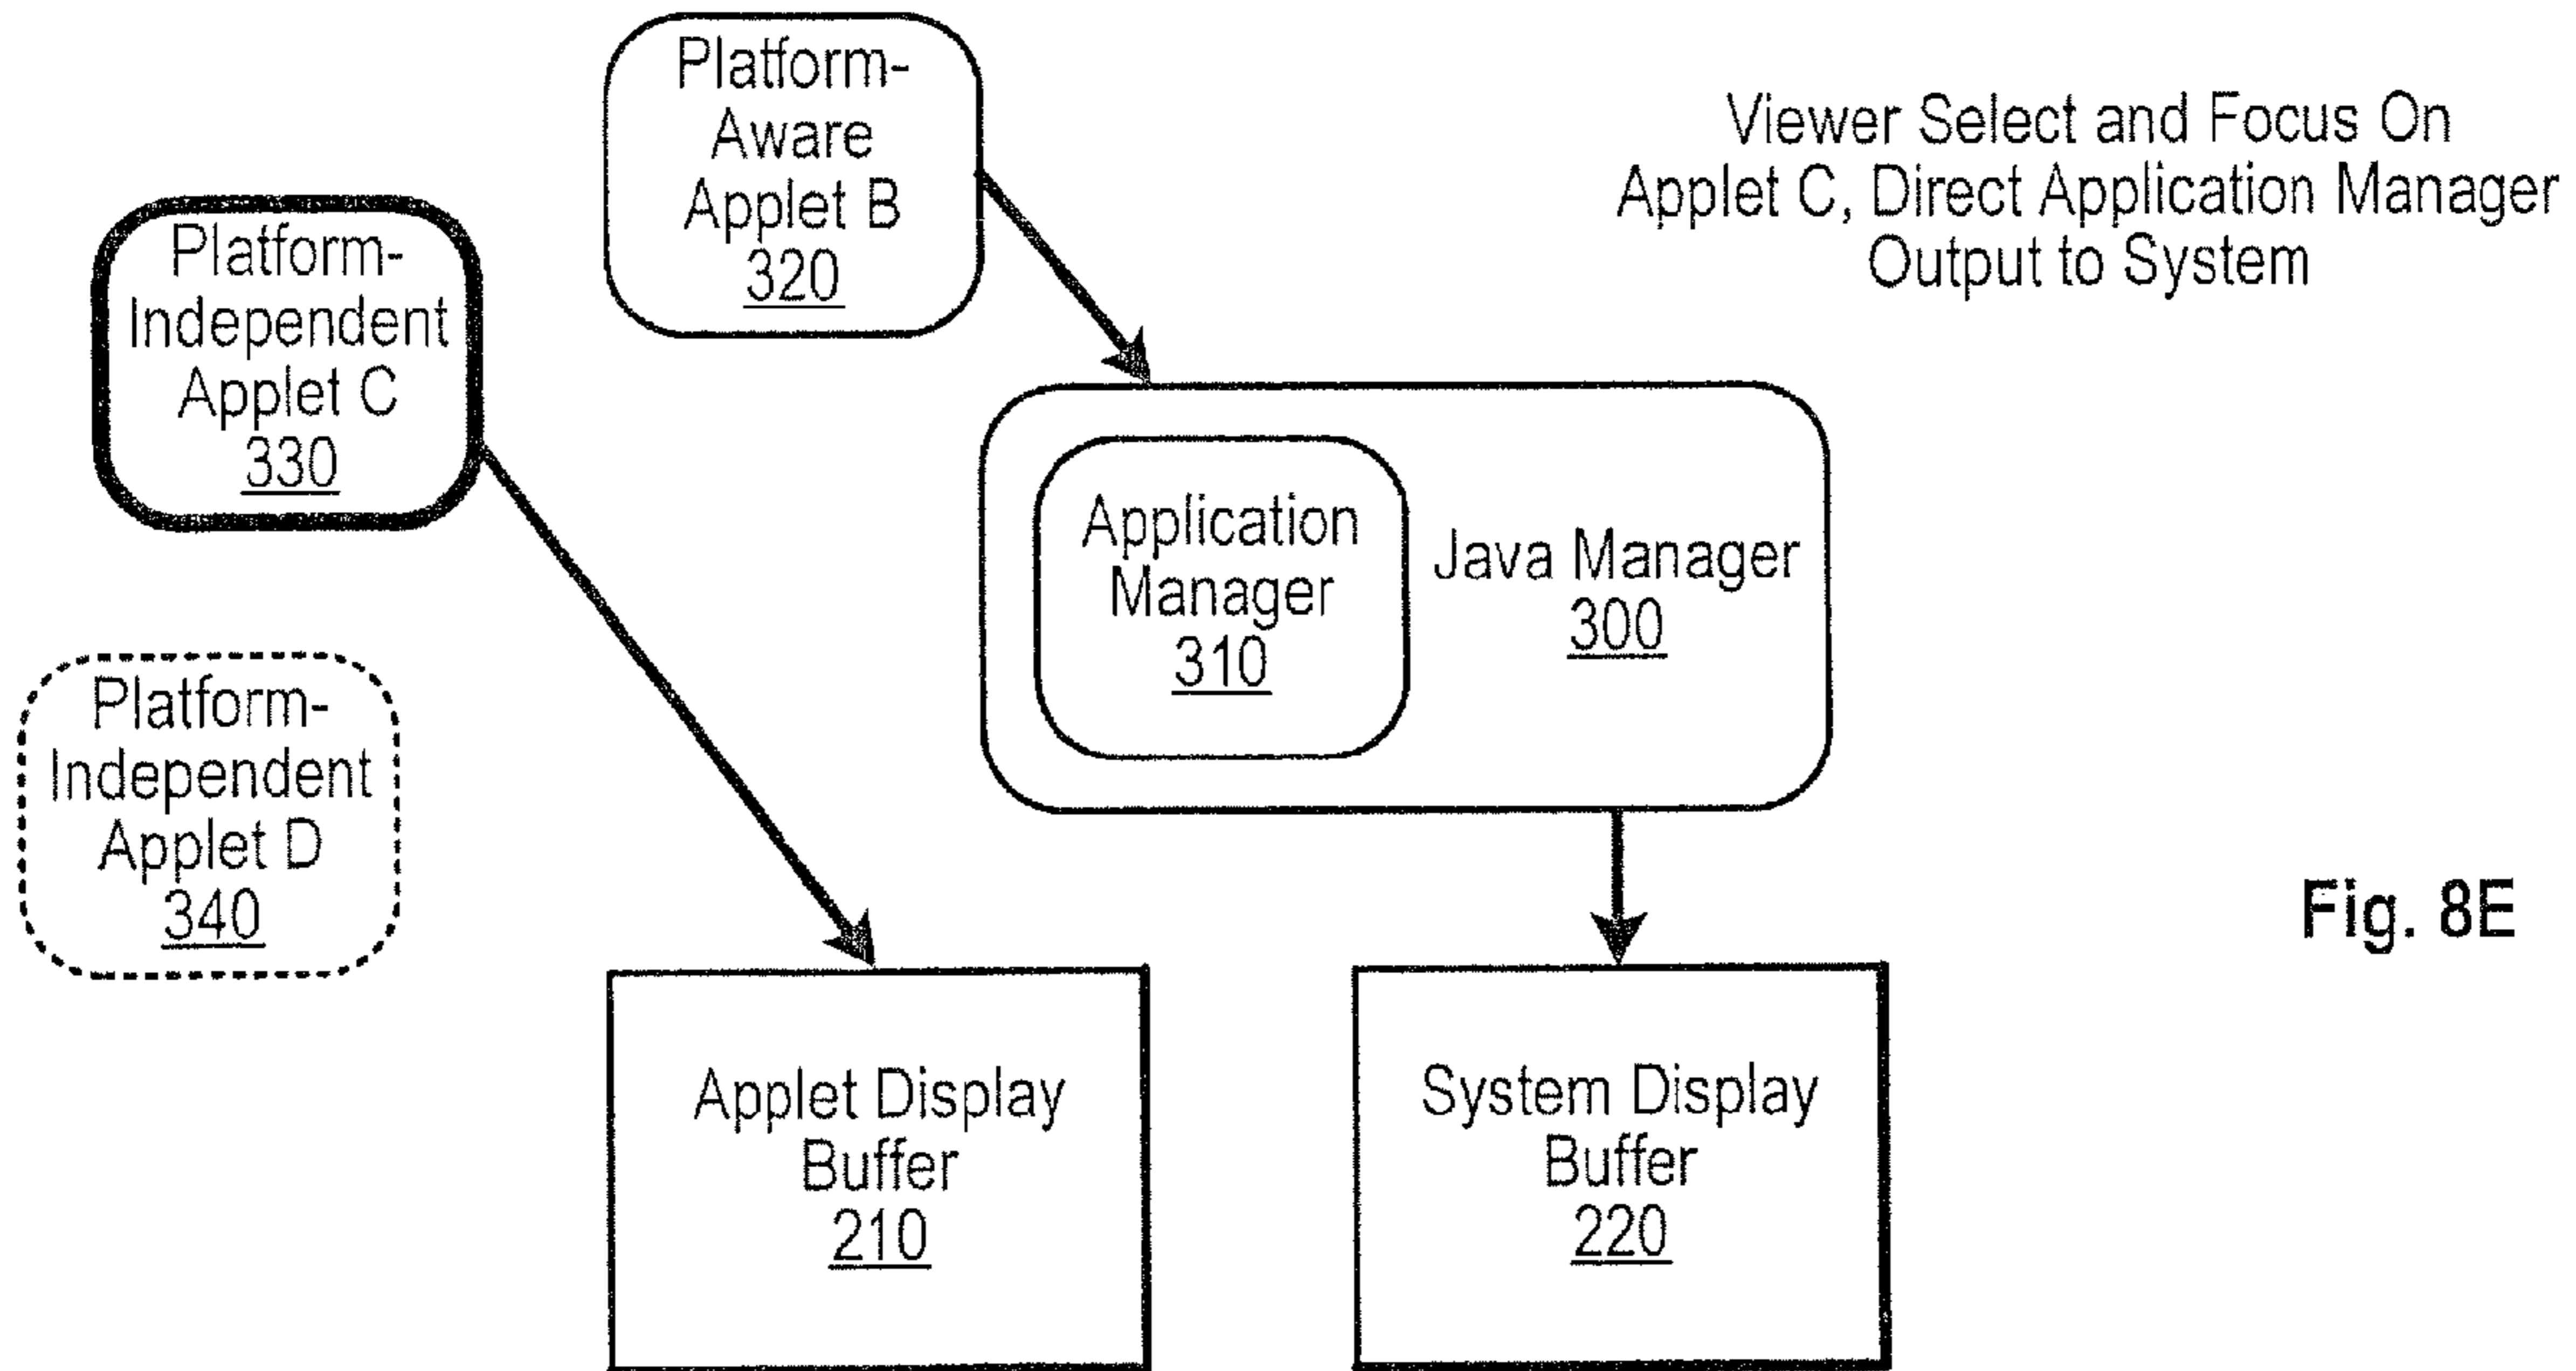 Platform-
Aware
Applet B
320
Viewer Select and Focus On
Applet C, Direct Application Manager
Output to System
Platform-
Independent
Applet C
330
Application
Manager
310
Java Manager
300
Platform-
Independent
Applet D
340
Fig. 8E
Applet Display
Buffer
210
System Display
Buffer
220